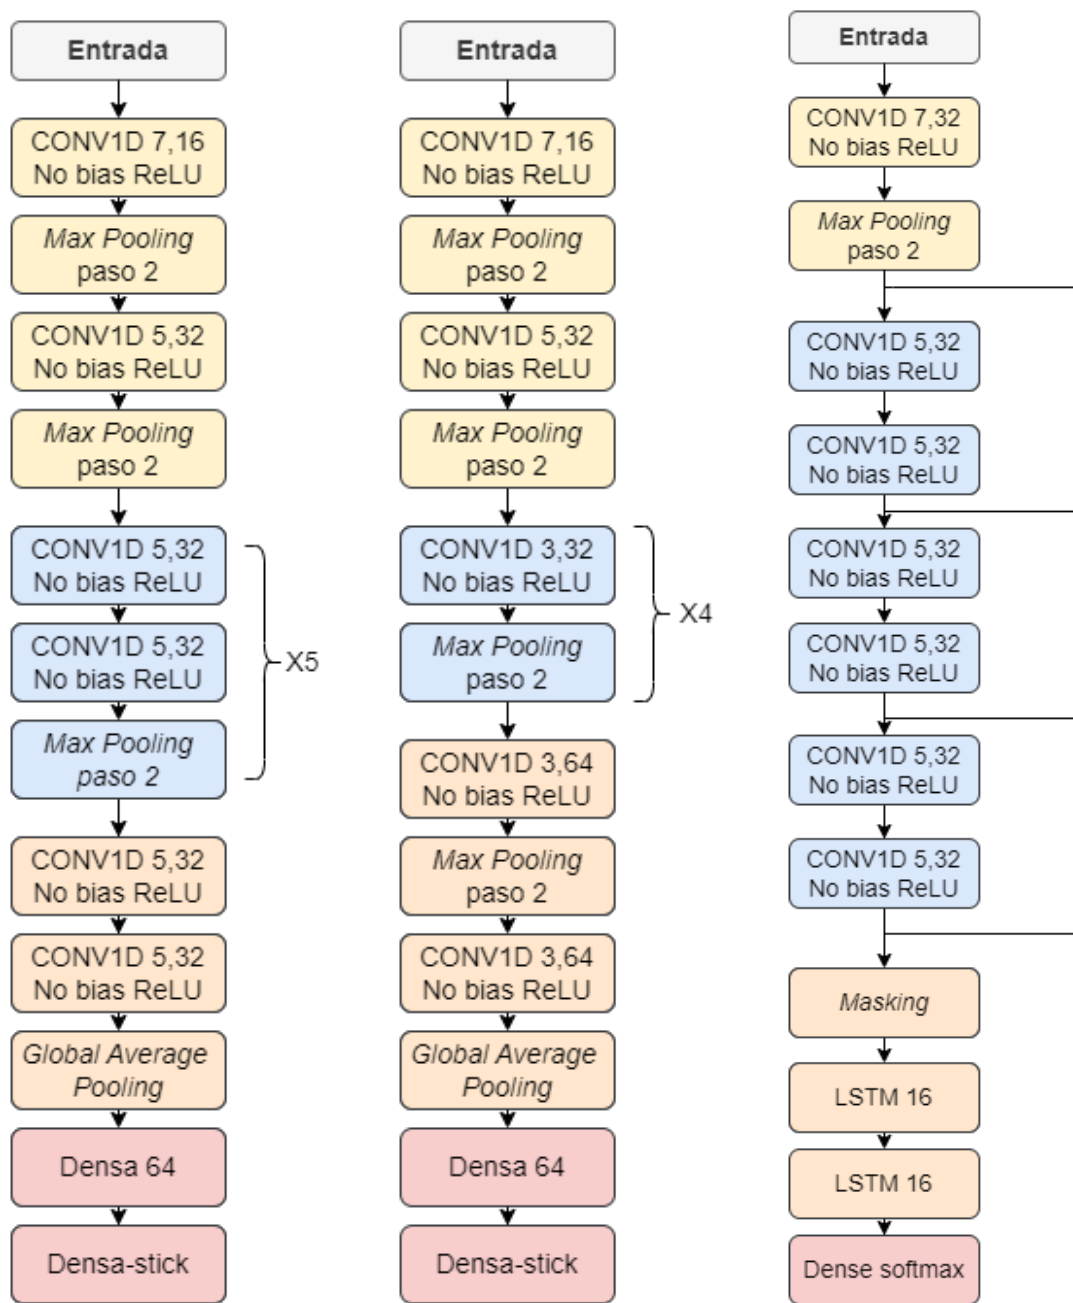 Entrada
CONV1D 7,16
No bias ReLU
Max Pooling
paso 2
CONV1D 5,32
No bias ReLU
Max Pooling
paso 2
CONV1D 5,32
No bias ReLU
CONV1D 5,32
No bias ReLU
Max Pooling
paso 2
X5
CONV1D 5,32
No bias ReLU
CONV1D 5,32
No bias ReLU
Global Average
Pooling
Densa 64
Densa-stick
Entrada
CONV1D 7,16
No bias ReLU
Max Pooling
paso 2
CONV1D 5,32
No bias ReLU
Max Pooling
paso 2
CONV1D 3,32
No bias ReLU
Max Pooling
paso 2
X4
CONV1D 3,64
No bias ReLU
Max Pooling
paso 2
CONV1D 3,64
No bias ReLU
Global Average
Pooling
Densa 64
Densa-stick
Entrada
CONV1D 7,32
No bias ReLU
Max Pooling
paso 2
CONV1D 5,32
No bias ReLU
CONV1D 5,32
No bias ReLU
CONV1D 5,32
No bias ReLU
CONV1D 5,32
No bias ReLU
CONV1D 5,32
No bias ReLU
CONV1D 5,32
No bias ReLU
Masking
LSTM 16
LSTM 16
Dense softmax